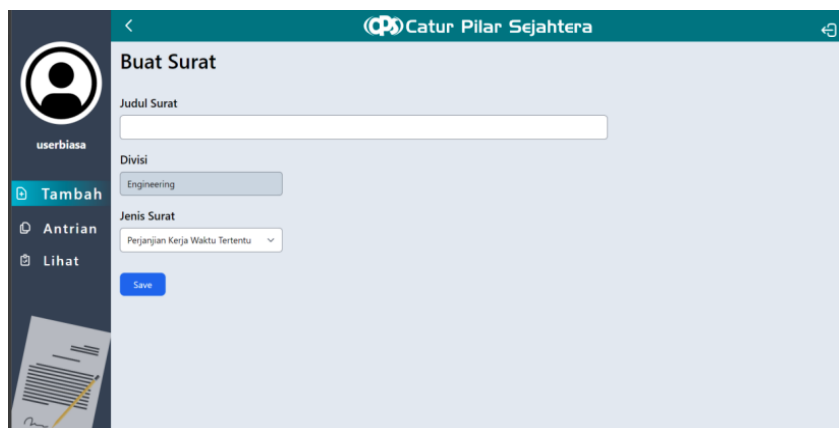 CPS Catur Pilar Sejahtera
userbiasa
Tambah
Antrian
Lihat
Buat Surat
Judul Surat
Divisi
Engineering
Jenis Surat
Perjanjian Kerja Waktu Tertentu
Save